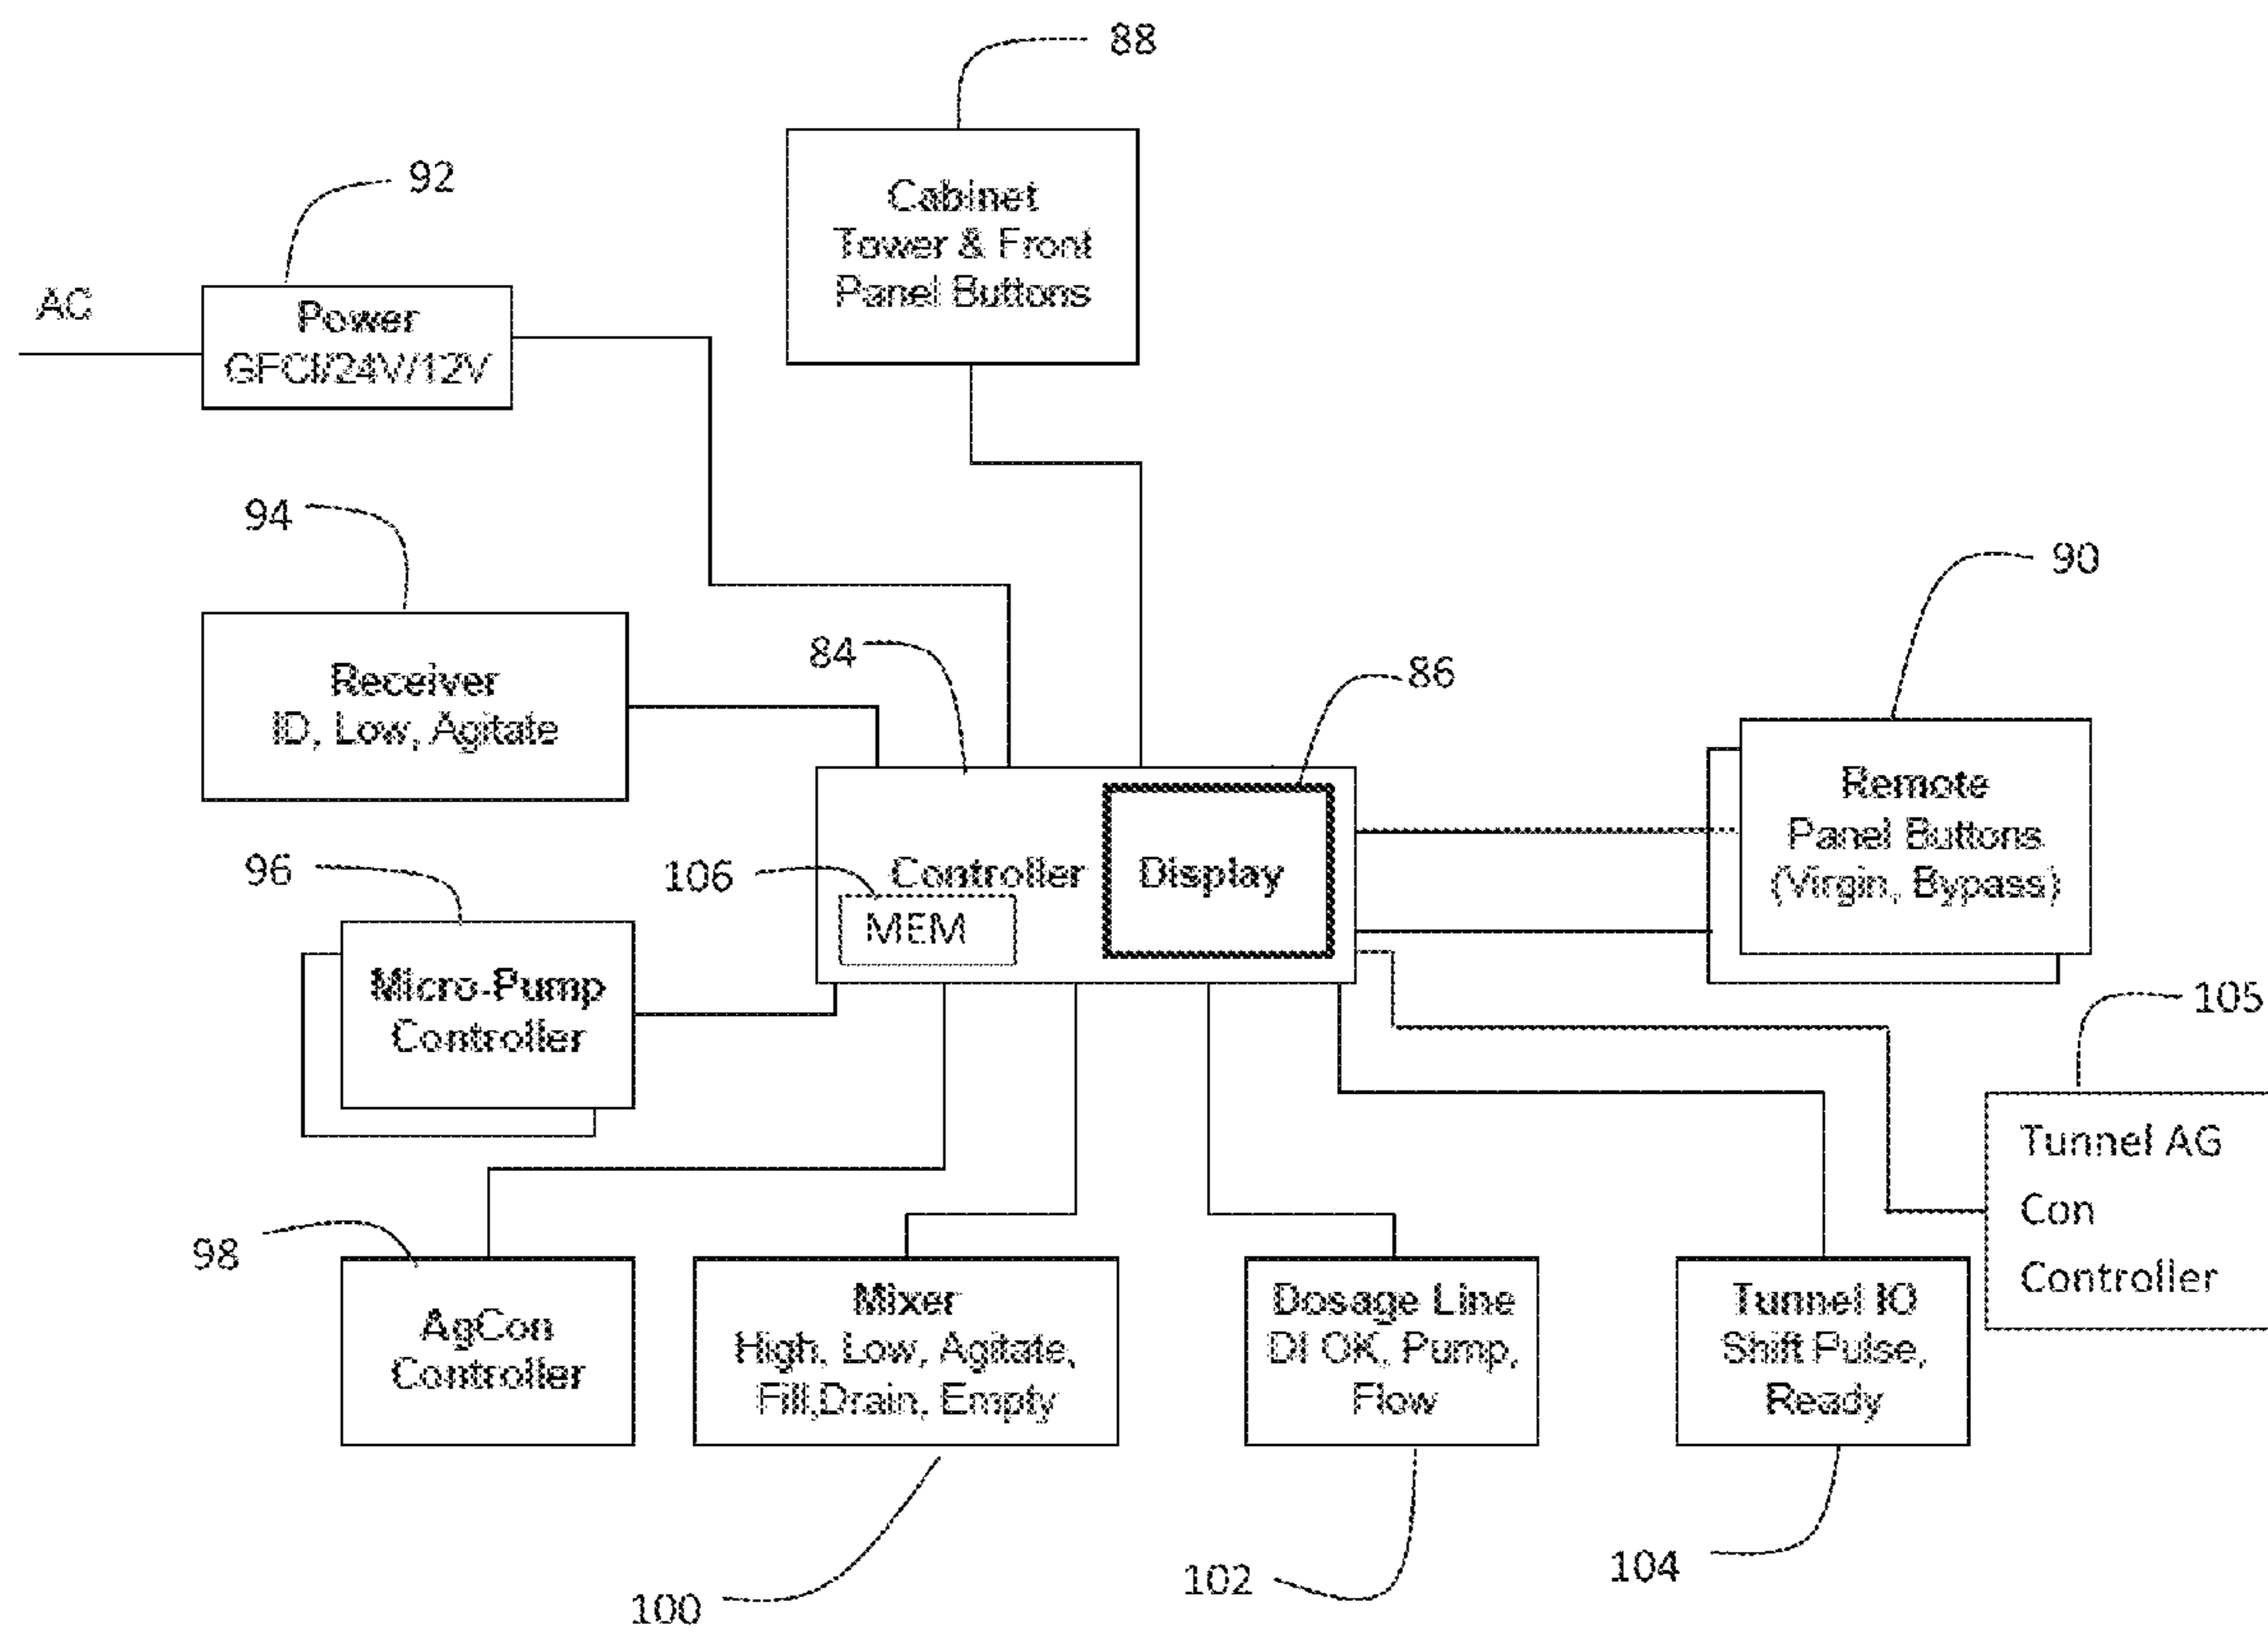 88
92
Cabinet
Tower & Front
Panel Buttons
AC
Power
GFCI/24V/12V
94
90
84
86
Receiver
ID, Low, Agitate
Remote
Panel Buttons
(Virgin, Bypass)
96
106
Controller
Display
MEM
Micro-Pump
Controller
105
Tunnel AG
Con
Controller
98
AgCon
Controller
Mixer
High, Low, Agitate,
Fill,Drain, Empty
Dosage Line
DI OK, Pump,
Flow
Tunnel IO
Shift Pulse,
Ready
100
102
104